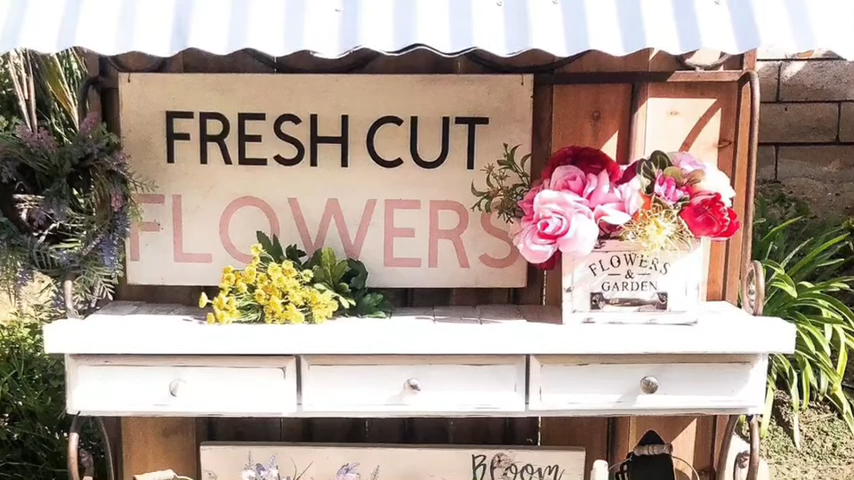 FRESH CUT
FLOWERS
FLOWERS
&
GARDEN
Bloom